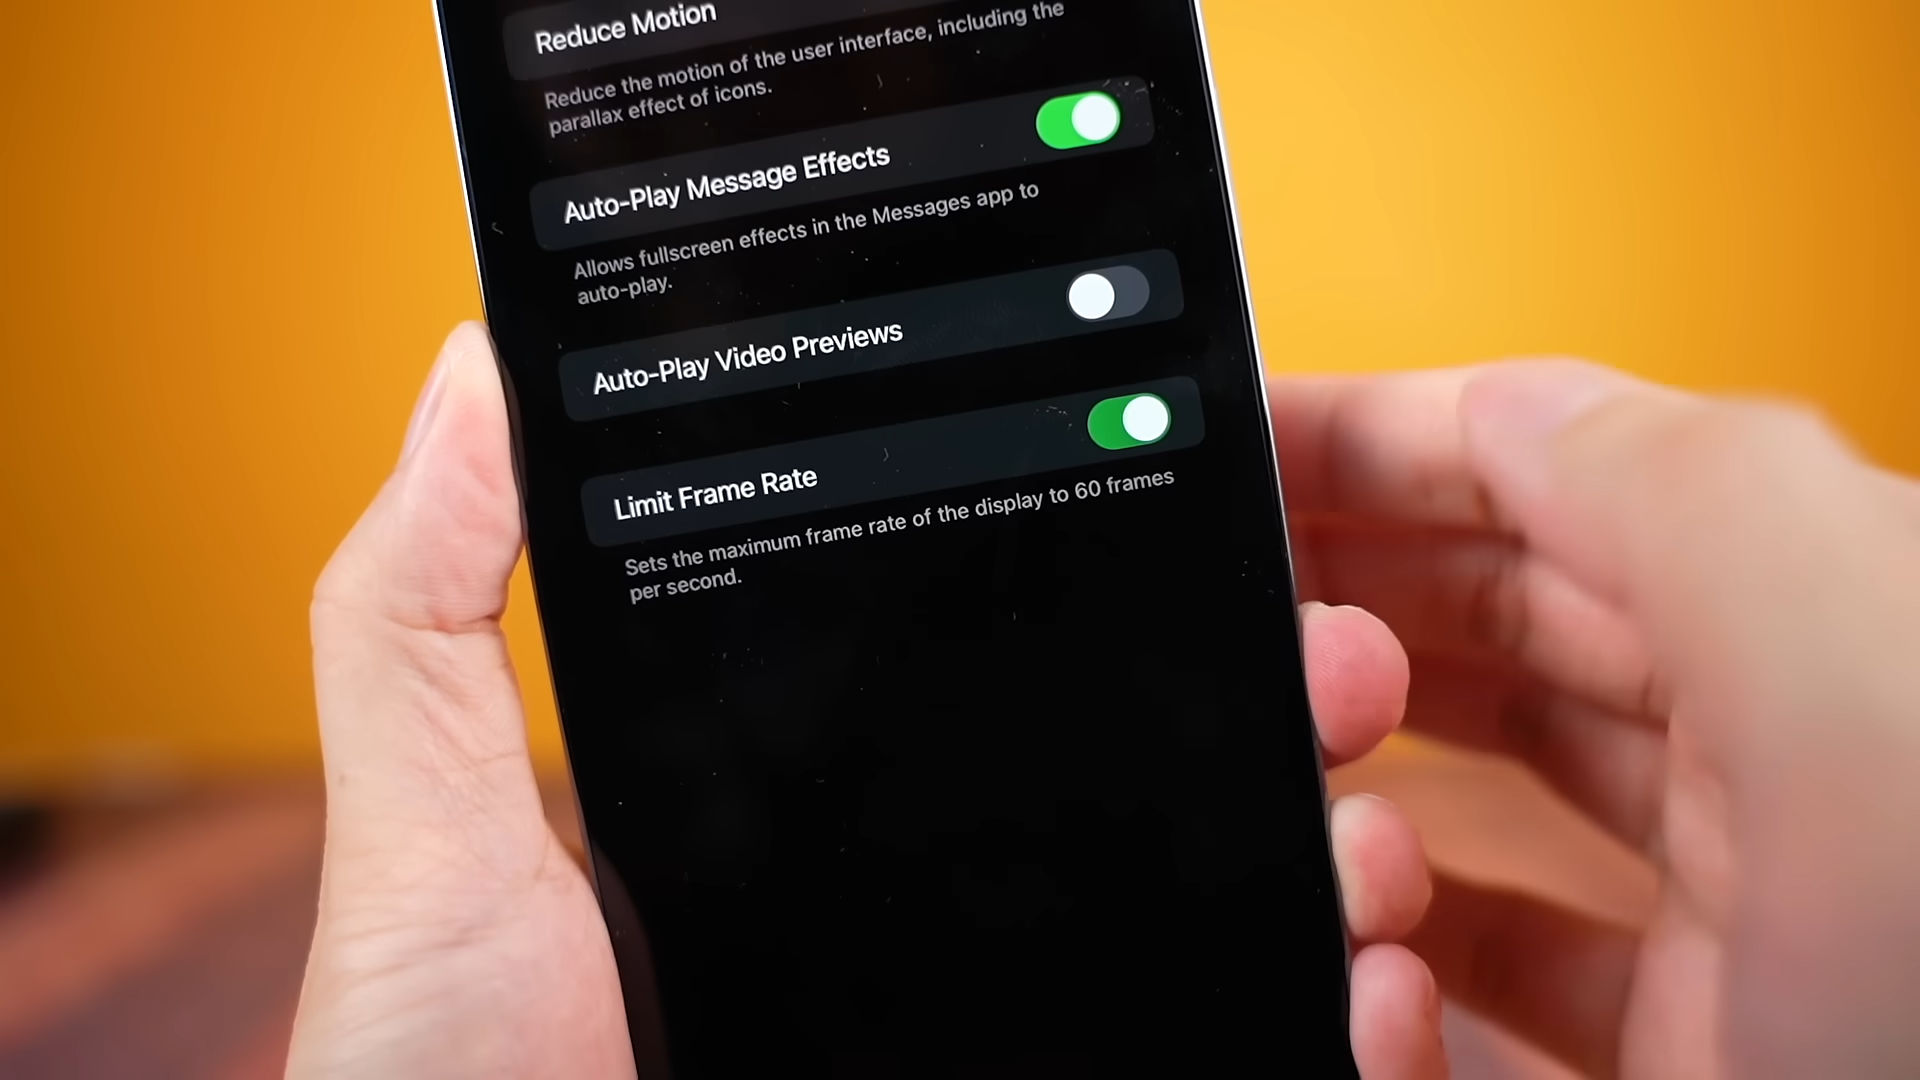 Reduce Motion
Reduce the motion of the user interface, including the
parallax effect of icons.
Auto-Play Message Effects
Allows fullscreen effects in the Messages app to
auto-play.
Auto-Play Video Previews
Limit Frame Rate
Sets the maximum frame rate of the display to 60 frames
per second.